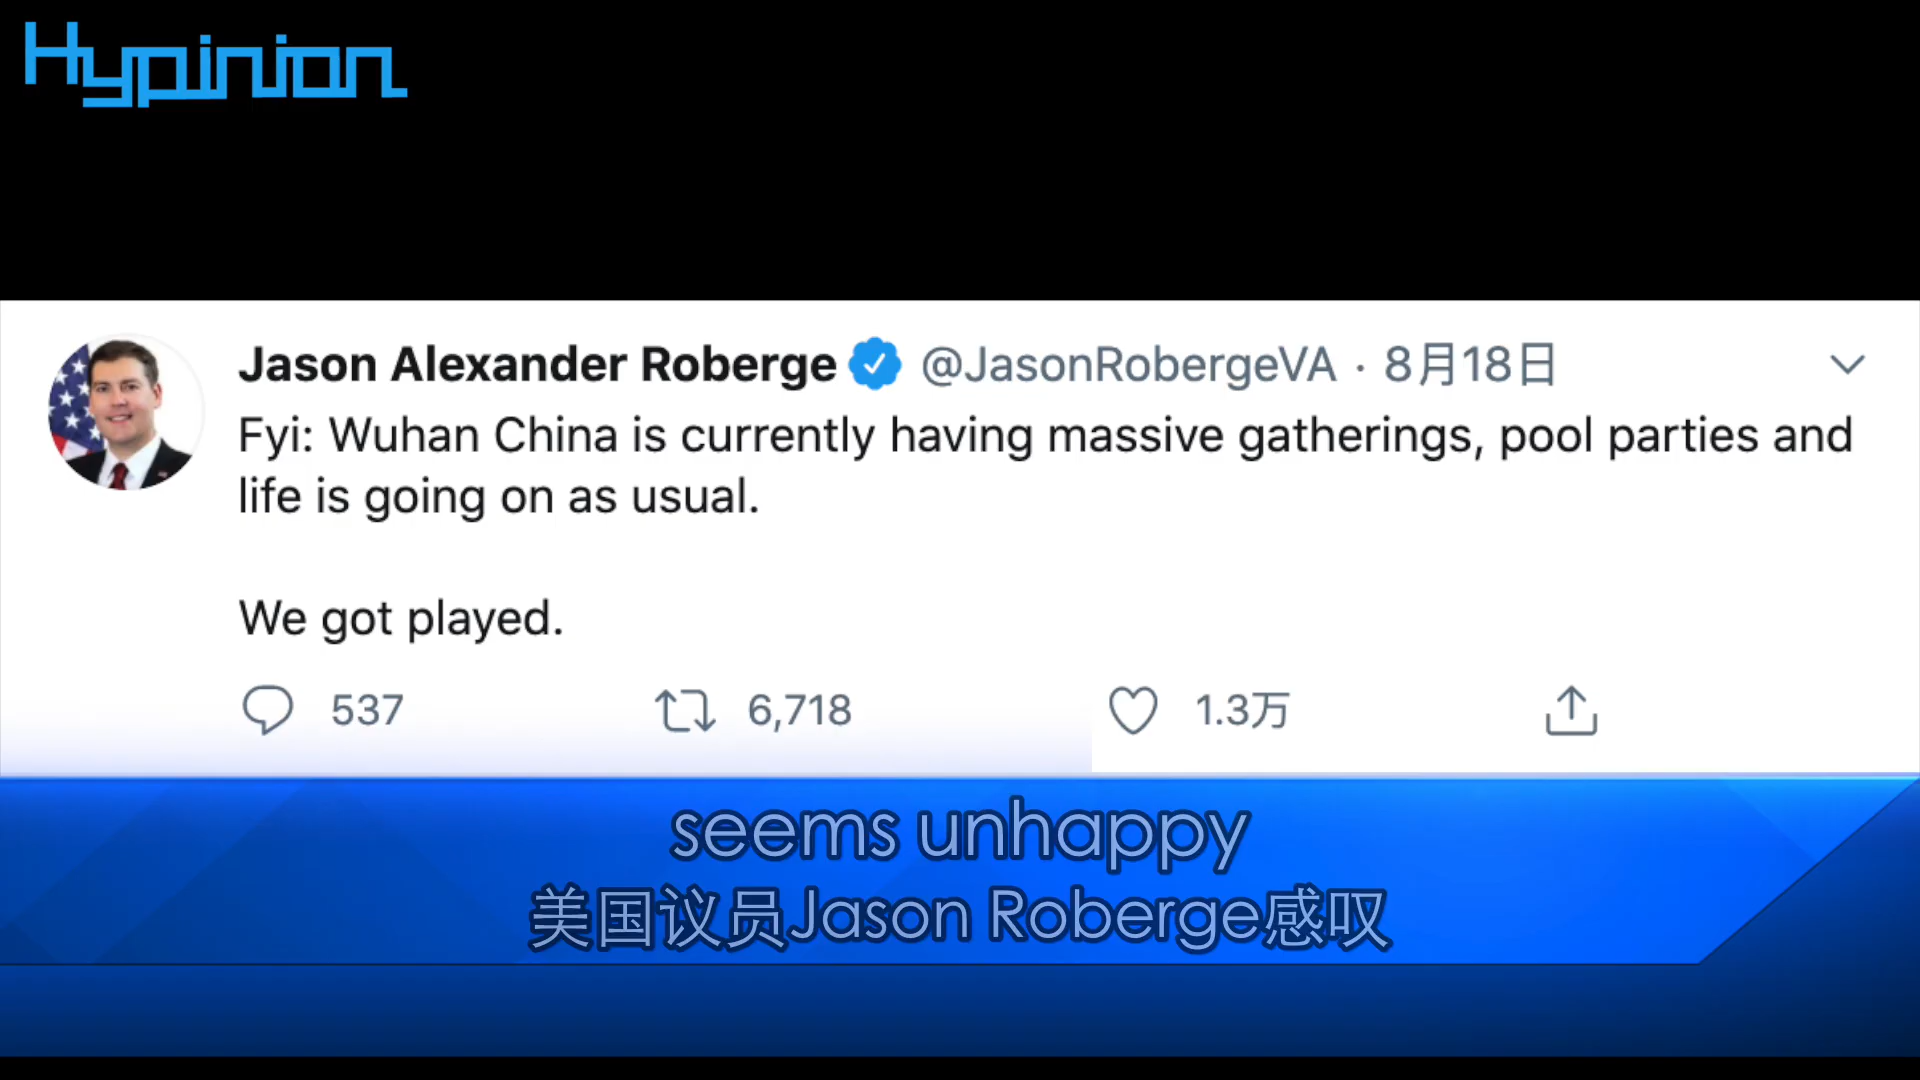 Hypinion
Jason Alexander Roberge @JasonRobergeVA · 8月18日
Fyi: Wuhan China is currently having massive gatherings, pool parties and
life is going on as usual.
We got played.
537 6,718 1.3万
seems unhappy
美国议员Jason Roberge感叹